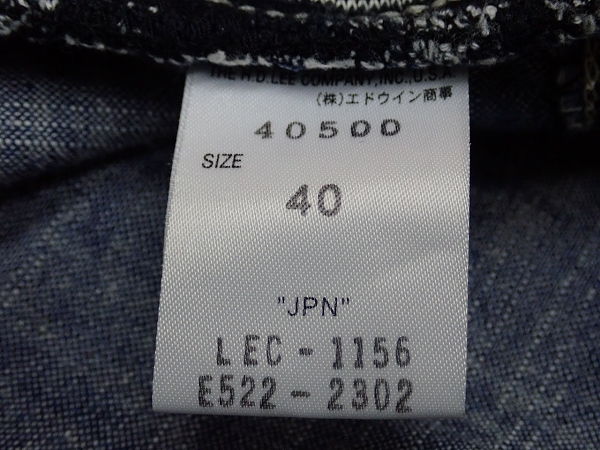 THE H D LEE COMPANY, INC., U.S.A
(株)エドウイン商事
40500
SIZE
40
"JPN"
LEC-1156
E522-2302